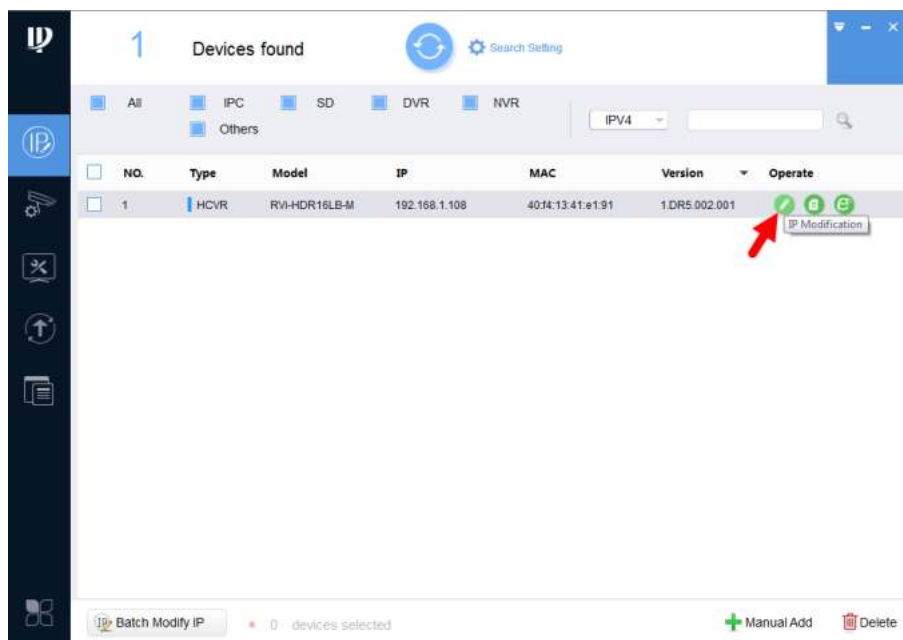 1 Devices found Search Setting
All IPC SD DVR NVR
Others
IPV4
NO. Type Model IP MAC Version Operate
1 HCVR RVI-HDR16LB-M 192.168.1.108 40:f4:13:41:e1:91 1.DR5.002.001
IP Modification
Batch Modify IP * 0 devices selected Manual Add Delete